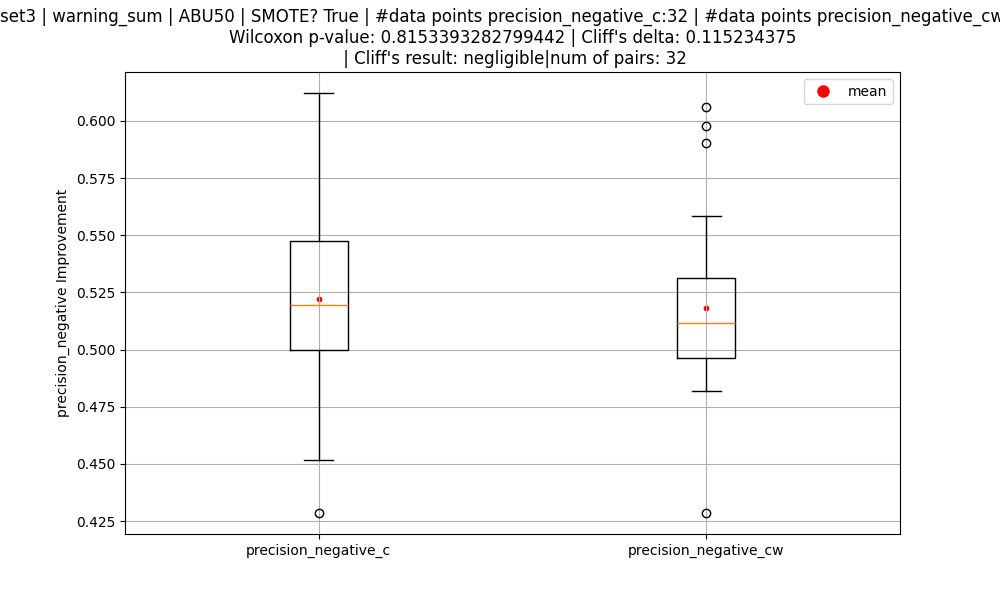 set3 | warning_sum | ABU50 | SMOTE? True | #data points precision_negative_c:32 | #data points precision_negative_cw
Wilcoxon p-value: 0.8153393282799442 | Cliff's delta: 0.115234375
| Cliff's result: negligible|num of pairs: 32
mean
0.600
0.575
0.550
0.525
0.500
0.475
0.450
0.425
precision_negative Improvement
precision_negative_c
precision_negative_cw